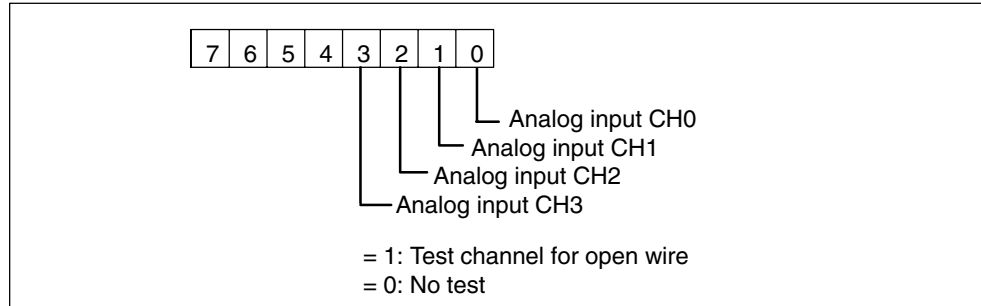 7 6 5 4 3 2 1 0
Analog input CH0
Analog input CH1
Analog input CH2
Analog input CH3
= 1: Test channel for open wire
= 0: No test